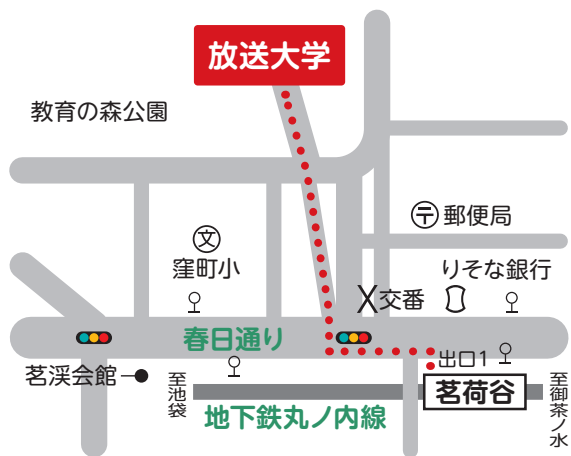 放送大学
教育の森公園
〒郵便局
文
窪町小
りそな銀行
X交番
春日通り
出口1
茗渓会館
至池袋
茗荷谷
至御茶ノ水
地下鉄丸ノ内線